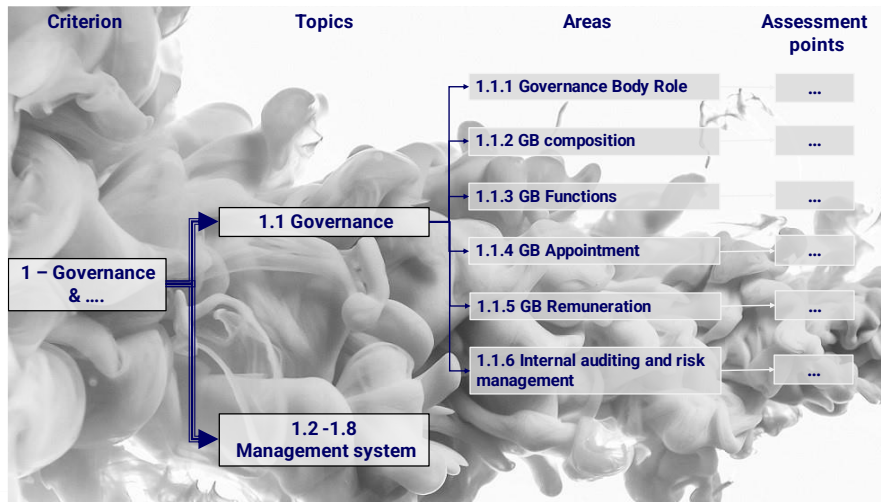 Criterion
Topics
Areas
Assessment
points
1 – Governance
& ....
1.1 Governance
1.2 -1.8
Management system
1.1.1 Governance Body Role
...
1.1.2 GB composition
...
1.1.3 GB Functions
...
1.1.4 GB Appointment
...
1.1.5 GB Remuneration
...
1.1.6 Internal auditing and risk
management
...